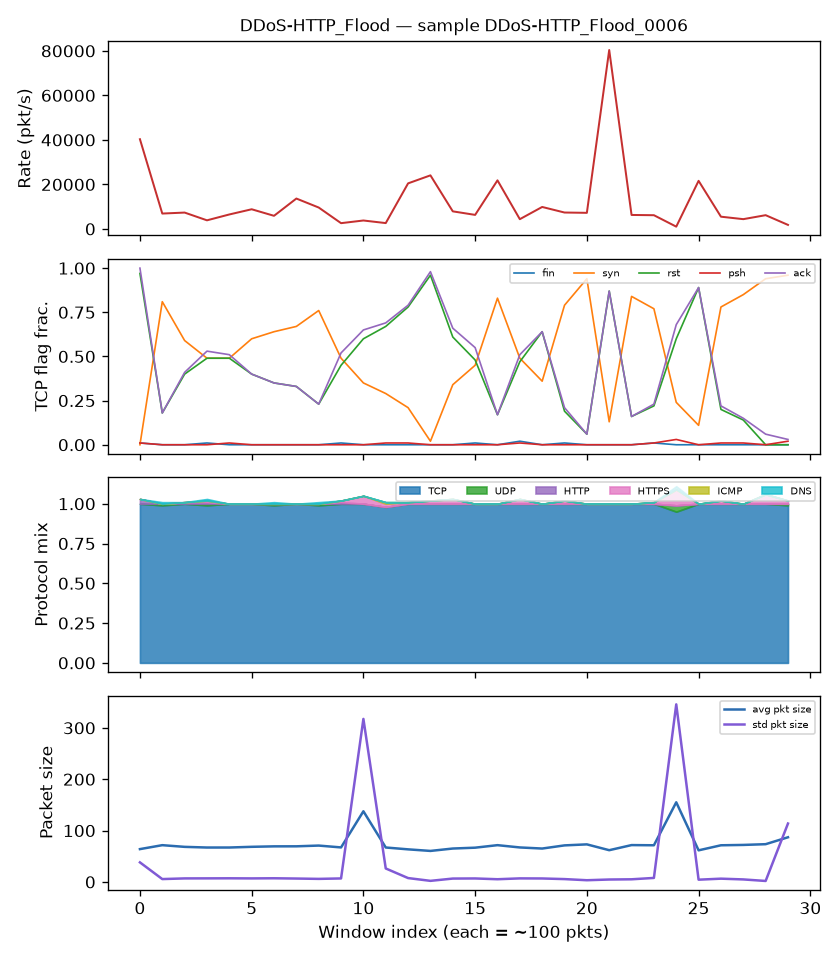 DDoS-HTTP_Flood — sample DDoS-HTTP_Flood_0006
Rate (pkt/s)
80000
60000
40000
20000
0
TCP flag frac.
1.00
0.75
0.50
0.25
0.00
fin syn rst psh ack
Protocol mix
1.00
0.75
0.50
0.25
0.00
TCP UDP HTTP HTTPS ICMP DNS
Packet size
300
200
100
0
avg pkt size
std pkt size
0 5 10 15 20 25 30
Window index (each = ~100 pkts)